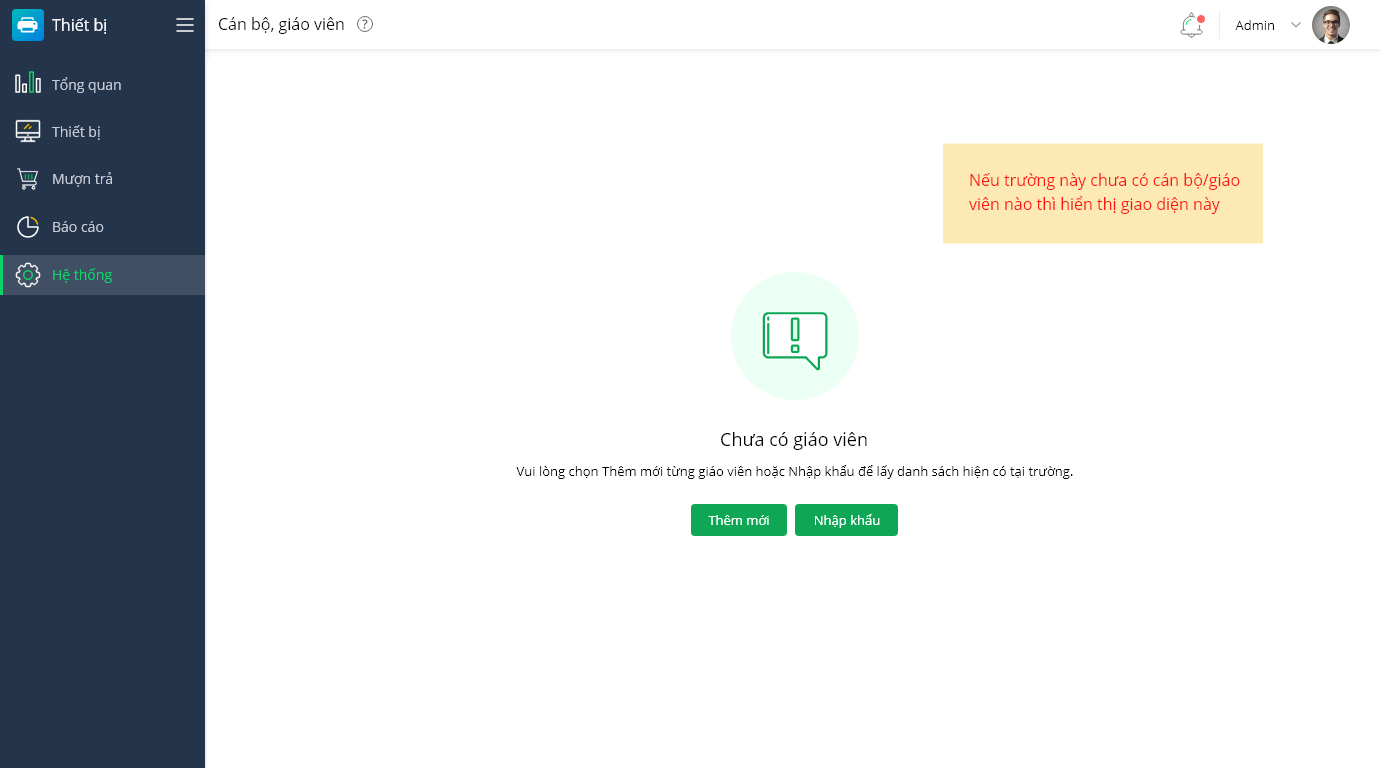 Thiết bị
Cán bộ, giáo viên ?
Admin
Tổng quan
Thiết bị
Mượn trả
Báo cáo
Hệ thống
Nếu trường này chưa có cán bộ/giáo
viên nào thì hiển thị giao diện này
Chưa có giáo viên
Vui lòng chọn Thêm mới từng giáo viên hoặc Nhập khẩu để lấy danh sách hiện có tại trường.
Thêm mới
Nhập khẩu